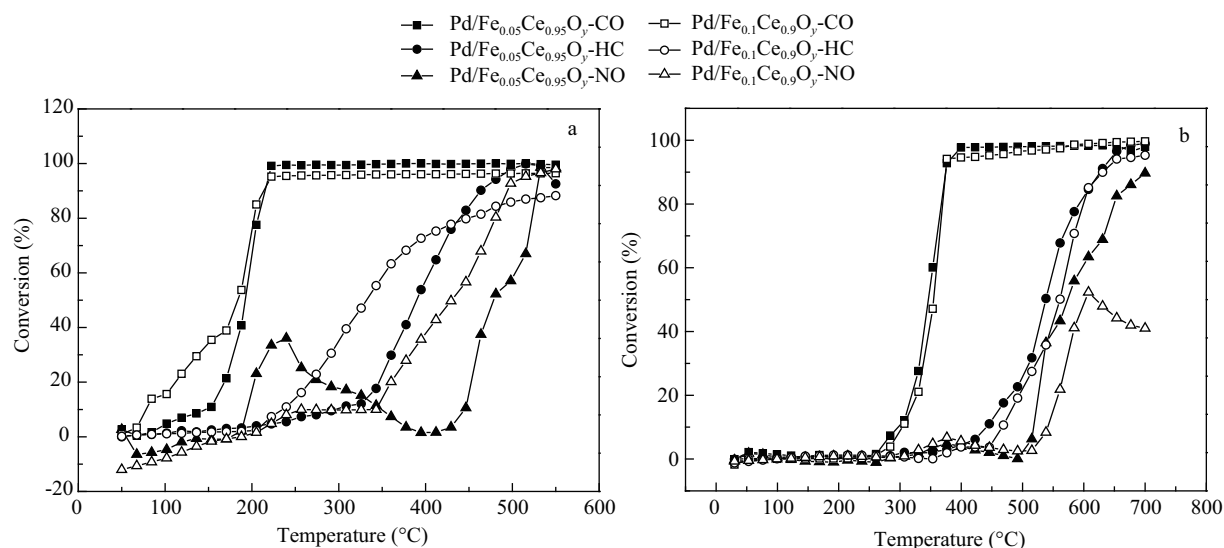 Pd/Fe0.05Ce0.95Oy-CO Pd/Fe0.1Ce0.9Oy-CO
Pd/Fe0.05Ce0.95Oy-HC Pd/Fe0.1Ce0.9Oy-HC
Pd/Fe0.05Ce0.95Oy-NO Pd/Fe0.1Ce0.9Oy-NO
a
120
100
80
60
40
20
0
-20
Conversion (%)
0 100 200 300 400 500 600
Temperature (°C)
b
100
80
60
40
20
0
Conversion (%)
0 100 200 300 400 500 600 700 800
Temperature (°C)